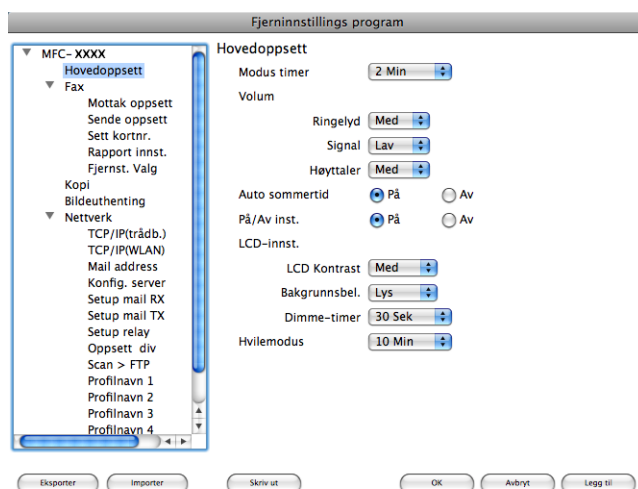 Fjerninnstillings program
MFC-XXXX
Hovedoppsett
Fax
Mottak oppsett
Sende oppsett
Sett kortnr.
Rapport innst.
Fjernst. Valg
Kopi
Bildeuthenting
Nettverk
TCP/IP(trådb.)
TCP/IP(WLAN)
Mail address
Konfig. server
Setup mail RX
Setup mail TX
Setup relay
Oppsett div
Scan > FTP
Profilnavn 1
Profilnavn 2
Profilnavn 3
Profilnavn 4
Hovedoppsett
Modus timer 2 Min
Volum
Ringelyd Med
Signal Lav
Høyttaler Med
Auto sommertid På Av
På/Av inst. På Av
LCD-innst.
LCD Kontrast Med
Bakgrunnsbel. Lys
Dimme-timer 30 Sek
Hvilemodus 10 Min
Eksporter Importer Skriv ut OK Avbryt Legg til